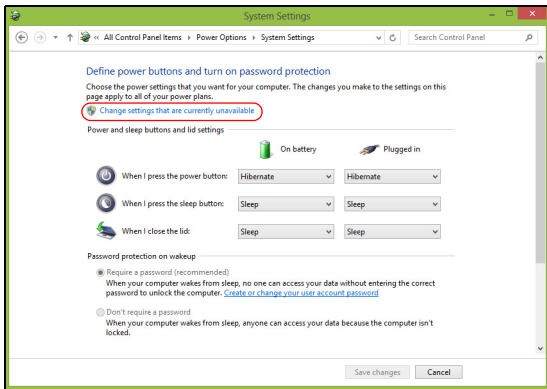 System Settings
« All Control Panel Items ▸ Power Options ▸ System Settings
Search Control Panel
Define power buttons and turn on password protection
Choose the power settings that you want for your computer. The changes you make to the settings on this
page apply to all of your power plans.
Change settings that are currently unavailable
Power and sleep buttons and lid settings
On battery Plugged in
When I press the power button: Hibernate Hibernate
When I press the sleep button: Sleep Sleep
When I close the lid: Sleep Sleep
Password protection on wakeup
Require a password (recommended)
When your computer wakes from sleep, no one can access your data without entering the correct
password to unlock the computer. Create or change your user account password
Don't require a password
When your computer wakes from sleep, anyone can access your data because the computer isn't
locked.
Save changes Cancel